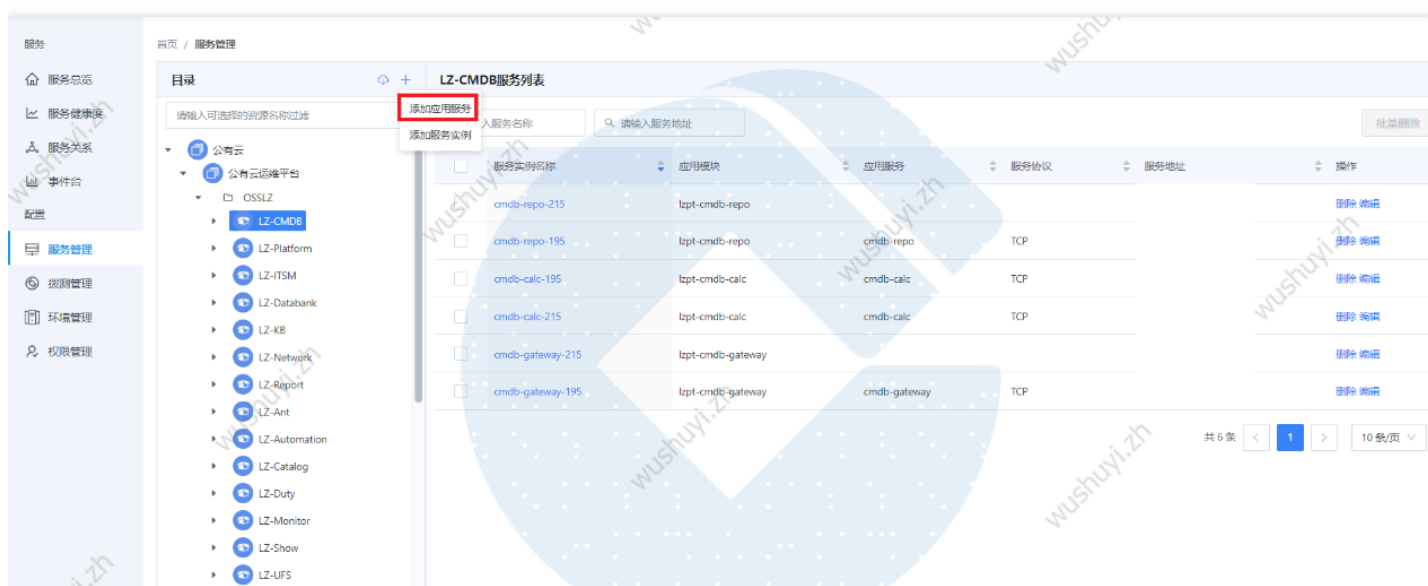 服务
首页 / 服务管理
服务总览
目录
LZ-CMDB服务列表
添加应用服务
服务健康度
请输入可选择的资源名称过滤
入服务名称
请输入服务地址
批量删除
添加服务实例
服务关系
公有云
服务实例名称 应用模块 应用服务 服务协议 服务地址 操作
事件台
公有云运维平台
配置
OSSLZ
cmdb-repo-215 lzpt-cmdb-repo 删除 编辑
LZ-CMDB
服务管理
LZ-Platform
cmdb-repo-195 lzpt-cmdb-repo cmdb-repo TCP 删除 编辑
拨测管理
LZ-ITSM
cmdb-calc-195 lzpt-cmdb-calc cmdb-calc TCP 删除 编辑
LZ-Databank
环境管理
cmdb-calc-215 lzpt-cmdb-calc cmdb-calc TCP 删除 编辑
LZ-KB
权限管理
LZ-Network
cmdb-gateway-215 lzpt-cmdb-gateway 删除 编辑
LZ-Report
cmdb-gateway-195 lzpt-cmdb-gateway cmdb-gateway TCP 删除 编辑
LZ-Ant
LZ-Automation
共 6 条 < 1 > 10 条/页
LZ-Catalog
LZ-Duty
LZ-Monitor
LZ-Show
LZ-UFS
wushuyi.zh